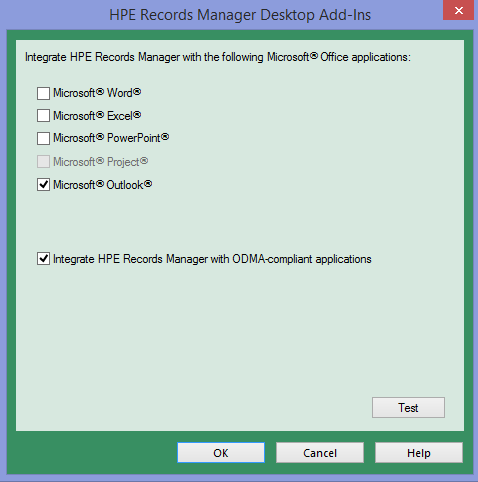 HPE Records Manager Desktop Add-Ins
Integrate HPE Records Manager with the following Microsoft® Office applications:
Microsoft® Word®
Microsoft® Excel®
Microsoft® PowerPoint®
Microsoft® Project®
Microsoft® Outlook®
Integrate HPE Records Manager with ODMA-compliant applications
Test
OK Cancel Help